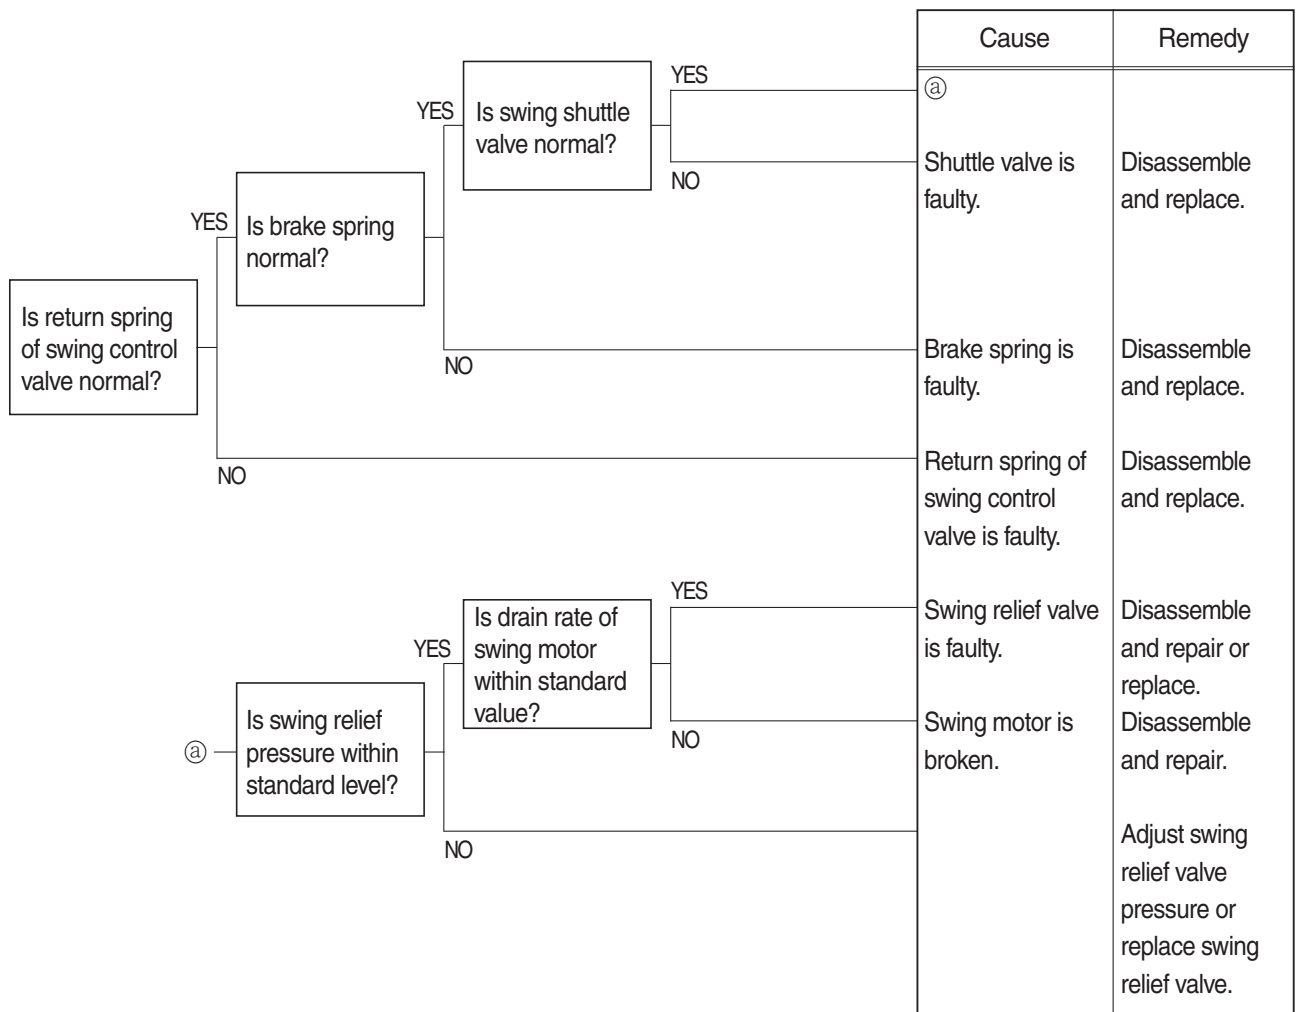 Cause
Remedy
YES
ⓐ
YES
Is swing shuttle
valve normal?
Shuttle valve is
faulty.
Disassemble
and replace.
NO
YES
Is brake spring
normal?
Is return spring
of swing control
valve normal?
NO
Brake spring is
faulty.
Disassemble
and replace.
NO
Return spring of
swing control
valve is faulty.
Disassemble
and replace.
YES
Is drain rate of
swing motor
within standard
value?
Swing relief valve
is faulty.
Disassemble
and repair or
replace.
YES
ⓐ
Is swing relief
pressure within
standard level?
NO
Swing motor is
broken.
Disassemble
and repair.
NO
Adjust swing
relief valve
pressure or
replace swing
relief valve.